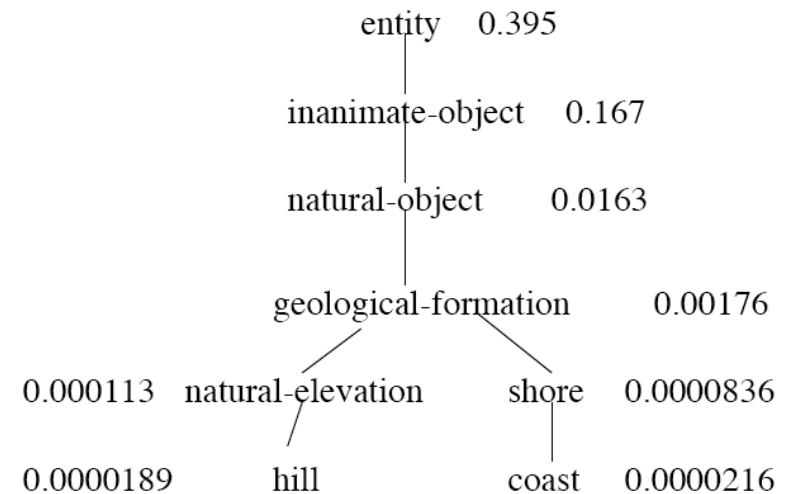 entity 0.395
inanimate-object 0.167
natural-object 0.0163
geological-formation 0.00176
0.000113 natural-elevation shore 0.0000836
0.0000189 hill coast 0.0000216